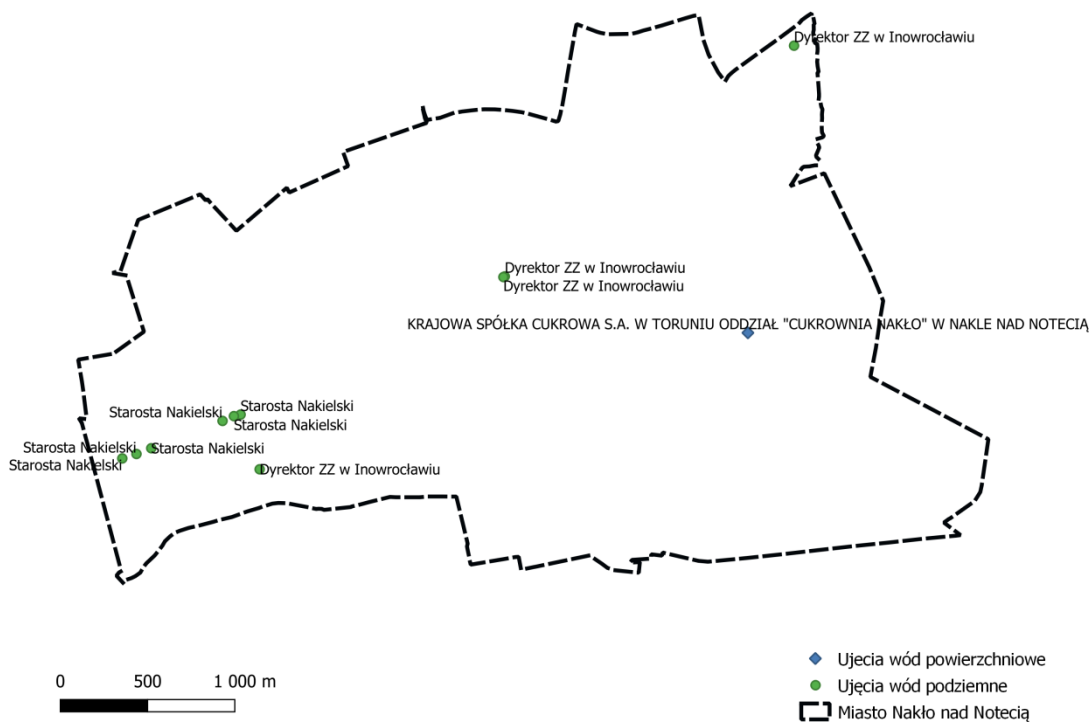 Dyrektor ZZ w Inowrocławiu
Dyrektor ZZ w Inowrocławiu
Dyrektor ZZ w Inowrocławiu
KRAJOWA SPÓŁKA CUKROWA S.A. W TORUNIU ODDZIAŁ "CUKROWNIA NAKŁO" W NAKLE NAD NOTECIĄ
Starosta Nakielski
Starosta Nakielski
Starosta Nakielski
Starosta Nakielski
Starosta Nakielski
Starosta Nakielski
Dyrektor ZZ w Inowrocławiu
0 500 1 000 m
Ujecia wód powierzchniowe
Ujęcia wód podziemne
Miasto Nakło nad Notecią